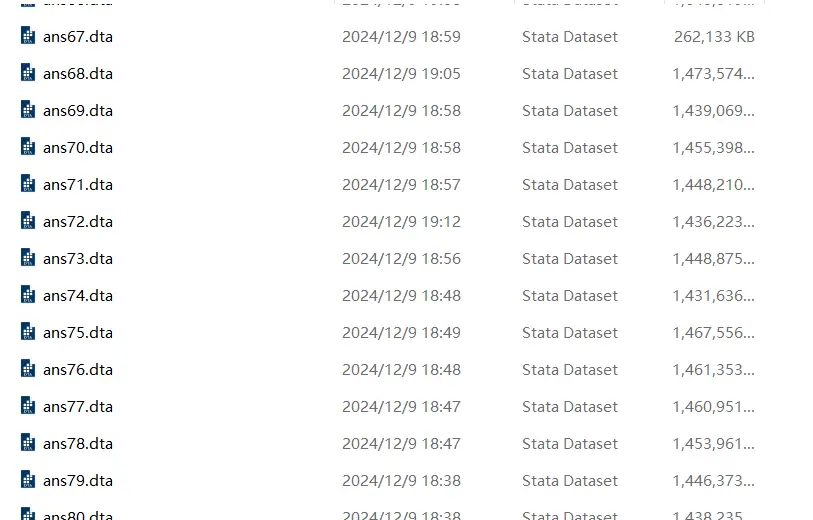 ans67.dta 2024/12/9 18:59 Stata Dataset 262,133 KB
ans68.dta 2024/12/9 19:05 Stata Dataset 1,473,574...
ans69.dta 2024/12/9 18:58 Stata Dataset 1,439,069...
ans70.dta 2024/12/9 18:58 Stata Dataset 1,455,398...
ans71.dta 2024/12/9 18:57 Stata Dataset 1,448,210...
ans72.dta 2024/12/9 19:12 Stata Dataset 1,436,223...
ans73.dta 2024/12/9 18:56 Stata Dataset 1,448,875...
ans74.dta 2024/12/9 18:48 Stata Dataset 1,431,636...
ans75.dta 2024/12/9 18:49 Stata Dataset 1,467,556...
ans76.dta 2024/12/9 18:48 Stata Dataset 1,461,353...
ans77.dta 2024/12/9 18:47 Stata Dataset 1,460,951...
ans78.dta 2024/12/9 18:47 Stata Dataset 1,453,961...
ans79.dta 2024/12/9 18:38 Stata Dataset 1,446,373...
ans80.dta 2024/12/9 18:38 Stata Dataset 1,438,235...